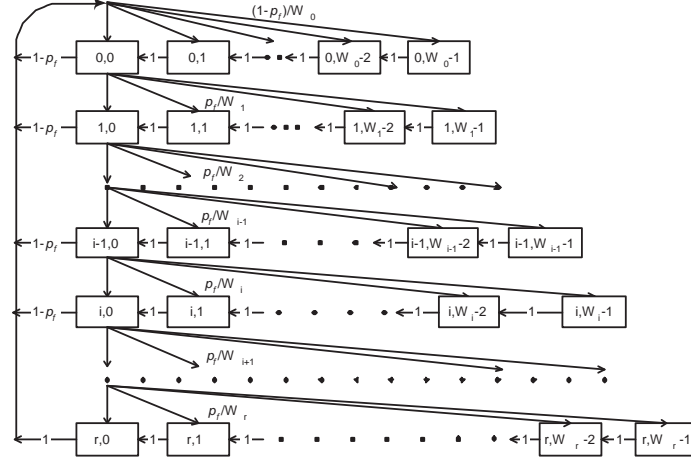 (1-p_f)/W_0
1-p_f 1 1 1 1
0,0 0,1 0,W_0-2 0,W_0-1
p_f/W_1
1-p_f 1 1 1 1
1,0 1,1 1,W_1-2 1,W_1-1
p_f/W_2
p_f/W_i-1
1-p_f 1 1 1 1
i-1,0 i-1,1 i-1,W_i-1-2 i-1,W_i-1-1
p_f/W_i
1-p_f 1 1 1 1
i,0 i,1 i,W_i-2 i,W_i-1
p_f/W_i+1
p_f/W_r
1 1 1 1 1
r,0 r,1 r,W_r-2 r,W_r-1